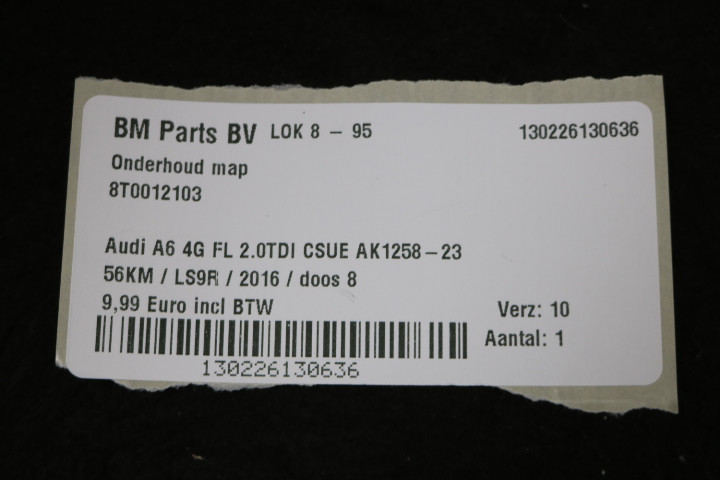 BM Parts BV LOK 8 - 95 130226130636
Onderhoud map
8T0012103
Audi A6 4G FL 2.0TDI CSUE AK1258-23
56KM / LS9R / 2016 / doos 8
9,99 Euro incl BTW Verz: 10
Aantal: 1
130226130636